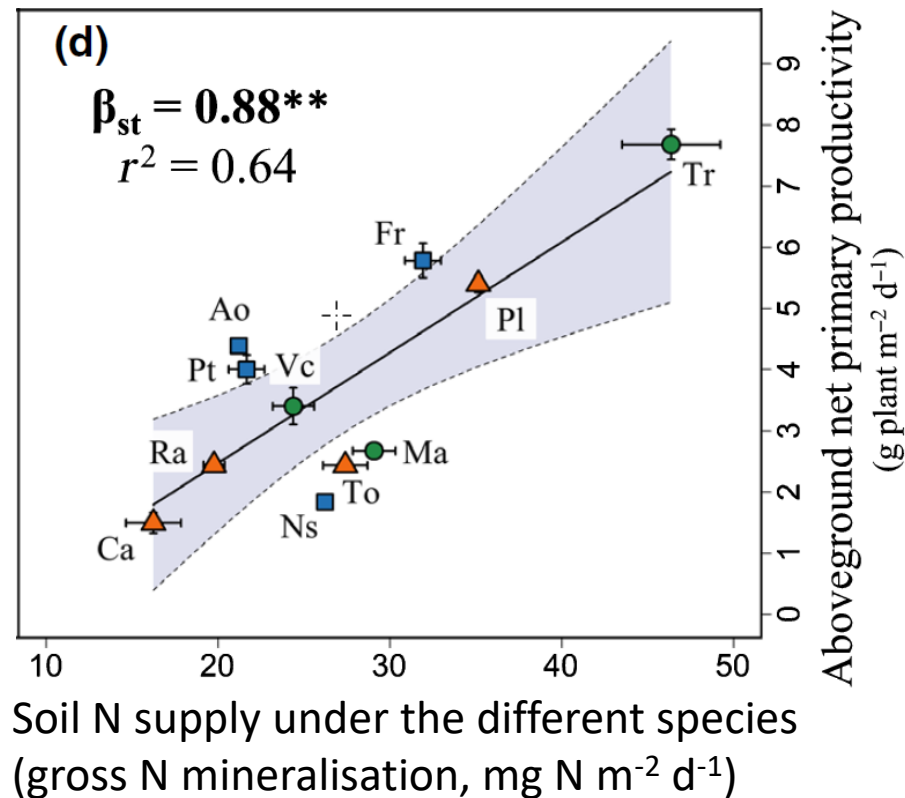 (d)
βst = 0.88**
r² = 0.64
Tr
Fr
Pl
Ao
Pt
Vc
Ra
Ma
To
Ns
Ca
9
8
7
6
5
4
3
2
1
0
Aboveground net primary productivity
(g plant m⁻² d⁻¹)
10 20 30 40 50
Soil N supply under the different species
(gross N mineralisation, mg N m⁻² d⁻¹)